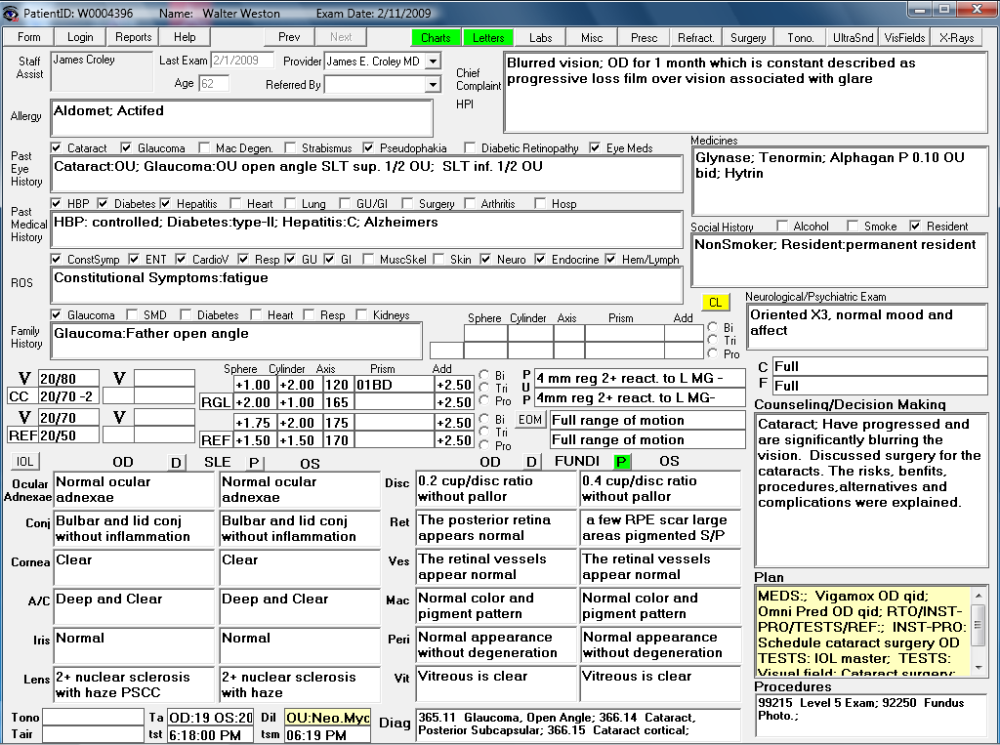 PatientID: W0004396 Name: Walter Weston Exam Date: 2/11/2009
Form Login Reports Help Prev Next Charts Letters Labs Misc Presc Refract. Surgery Tono. UltraSnd VisFields X-Rays
Staff Assist James Croley Last Exam 2/1/2009 Provider James E. Croley MD
Age 62 Referred By
Chief Complaint
HPI
Blurred vision; OD for 1 month which is constant described as
progressive loss film over vision associated with glare
Allergy Aldomet; Actifed
Cataract Glaucoma Mac Degen. Strabismus Pseudophakia Diabetic Retinopathy Eye Meds
Past Eye History
Cataract:OU; Glaucoma:OU open angle SLT sup. 1/2 OU; SLT inf. 1/2 OU
Medicines
Glynase; Tenormin; Alphagan P 0.10 OU
bid; Hytrin
HBP Diabetes Hepatitis Heart Lung GU/GI Surgery Arthritis Hosp
Past Medical History
HBP: controlled; Diabetes:type-II; Hepatitis:C; Alzheimers
Social History Alcohol Smoke Resident
NonSmoker; Resident:permanent resident
ConstSymp ENT CardioV Resp GU GI MuscSkel Skin Neuro Endocrine Hem/Lymph
ROS Constitutional Symptoms:fatigue
CL
Neurological/Psychiatric Exam
Oriented X3, normal mood and
affect
Glaucoma SMD Diabetes Heart Resp Kidneys
Family History
Glaucoma:Father open angle
Sphere Cylinder Axis Prism Add
Bi
Tri
Pro
Sphere Cylinder Axis Prism Add
V 20/80 V +1.00 +2.00 120 01BD +2.50 Bi
CC 20/70 -2 RGL +2.00 +1.00 165 +2.50 Tri
Pro
V 20/70 V +1.75 +2.00 175 +2.50 Bi
REF 20/50 REF +1.50 +1.50 170 +2.50 Tri
Pro
P U P
4 mm reg 2+ react. to L MG -
4mm reg 2+ react. to L MG-
EOM Full range of motion
Full range of motion
C Full
F Full
Counseling/Decision Making
Cataract; Have progressed and
are significantly blurring the
vision. Discussed surgery for the
cataracts. The risks, benfits,
procedures,alternatives and
complications were explained.
IOL OD D SLE P OS OD D FUNDI P OS
Ocular Adnexae
Normal ocular adnexae
Normal ocular adnexae
Disc
0.2 cup/disc ratio without pallor
0.4 cup/disc ratio without pallor
Conj
Bulbar and lid conj without inflammation
Bulbar and lid conj without inflammation
Ret
The posterior retina appears normal
a few RPE scar large areas pigmented S/P
Cornea Clear Clear
Ves
The retinal vessels appear normal
The retinal vessels appear normal
A/C Deep and Clear Deep and Clear
Mac
Normal color and pigment pattern
Normal color and pigment pattern
Iris Normal Normal
Peri
Normal appearance without degeneration
Normal appearance without degeneration
Lens
2+ nuclear sclerosis with haze PSCC
2+ nuclear sclerosis with haze
Vit Vitreous is clear Vitreous is clear
Plan
MEDS:; Vigamox OD qid;
Omni Pred OD qid; RTO/INST-
PRO/TESTS/REF:; INST-PRO:
Schedule cataract surgery OD
TESTS: IOL master; TESTS:
Visual field; Cataract surgery;
Procedures
99215 Level 5 Exam; 92250 Fundus
Photo.;
Tono Ta OD:19 OS:20 Dil OU:Neo.Myc
Tair tst 6:18:00 PM tsm 06:19 PM
Diag
365.11 Glaucoma, Open Angle; 366.14 Cataract,
Posterior Subcapsular; 366.15 Cataract cortical;